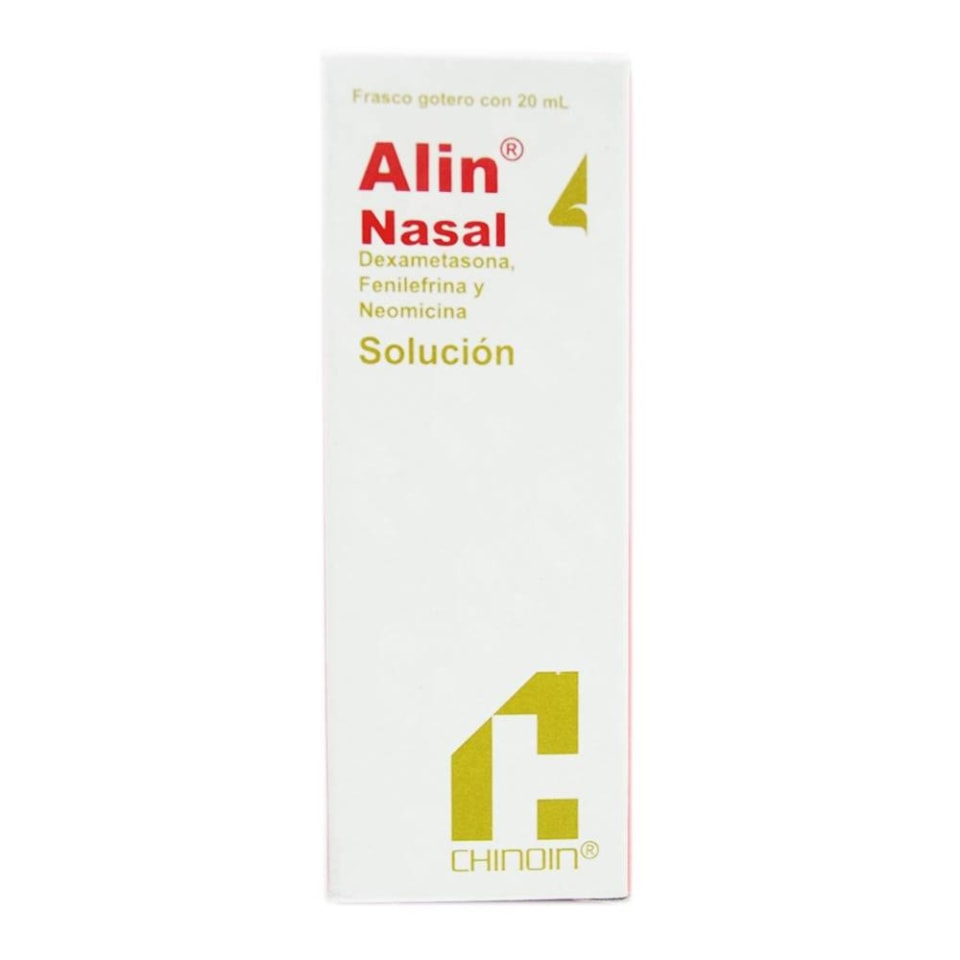 Frasco gotero con 20 mL
Alin®
Nasal
Dexametasona,
Fenilefrina y
Neomicina
Solución
CHINOIN®